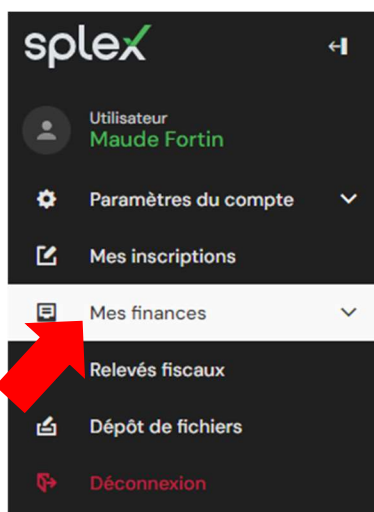 splex
Utilisateur
Maude Fortin
Paramètres du compte
Mes inscriptions
Mes finances
Relevés fiscaux
Dépôt de fichiers
Déconnexion